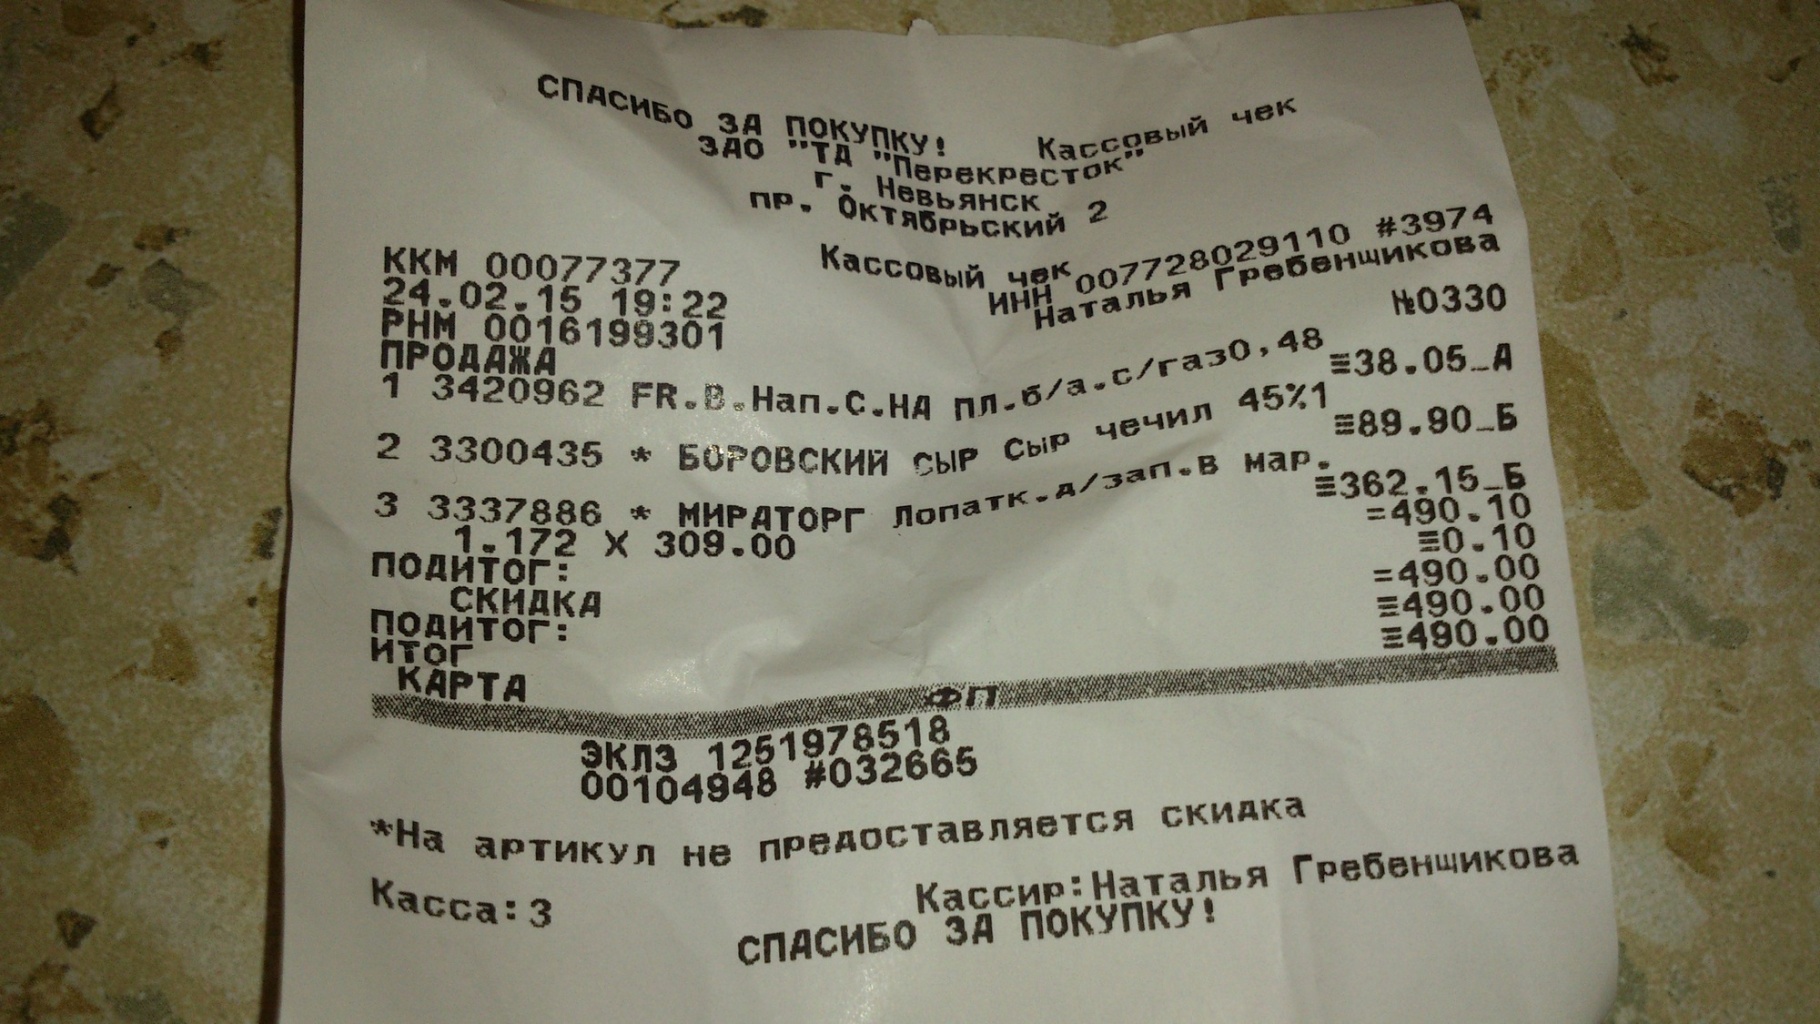 СПАСИБО ЗА ПОКУПКУ! Кассовый чек
ЗАО "ТД "Перекресток"
г. Невьянск
пр. Октябрьский 2
Кассовый чек
ККМ 00077377 ИНН 007728029110 #3974
24.02.15 19:22 Наталья Гребенщикова
РНМ 0016199301
ПРОДАЖА №0330
1 3420962 FR.В.Нап.С.НА ПЛ.б/а.с/газ0,48
≡38.05_А
2 3300435 * БОРОВСКИЙ СЫР Сыр чечил 45%1
≡89.90_Б
3 3337886 * МИРАТОРГ Лопатк.д/зап.в мар.
1.172 X 309.00 ≡362.15_Б
ПОДИТОГ: =490.10
СКИДКА ≡0.10
ПОДИТОГ: =490.00
ИТОГ ≡490.00
КАРТА ≡490.00
ФП
ЭКЛЗ 1251978518
00104948 #032665
*На артикул не предоставляется скидка
Касса:3 Кассир:Наталья Гребенщикова
СПАСИБО ЗА ПОКУПКУ!